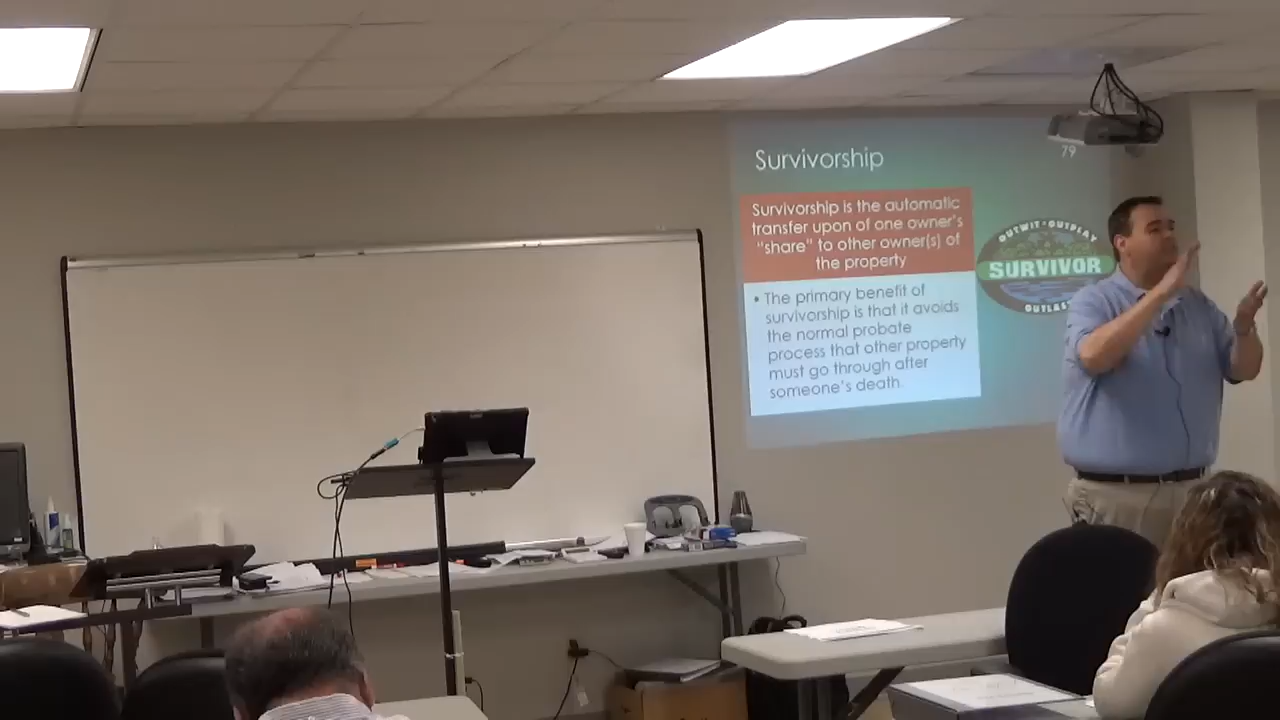 Survivorship
79
Survivorship is the automatic
transfer upon of one owner's
"share" to other owner(s) of
the property
• The primary benefit of
survivorship is that it avoids
the normal probate
process that other property
must go through after
someone's death.
OUTWIT • OUTPLAY
SURVIVOR